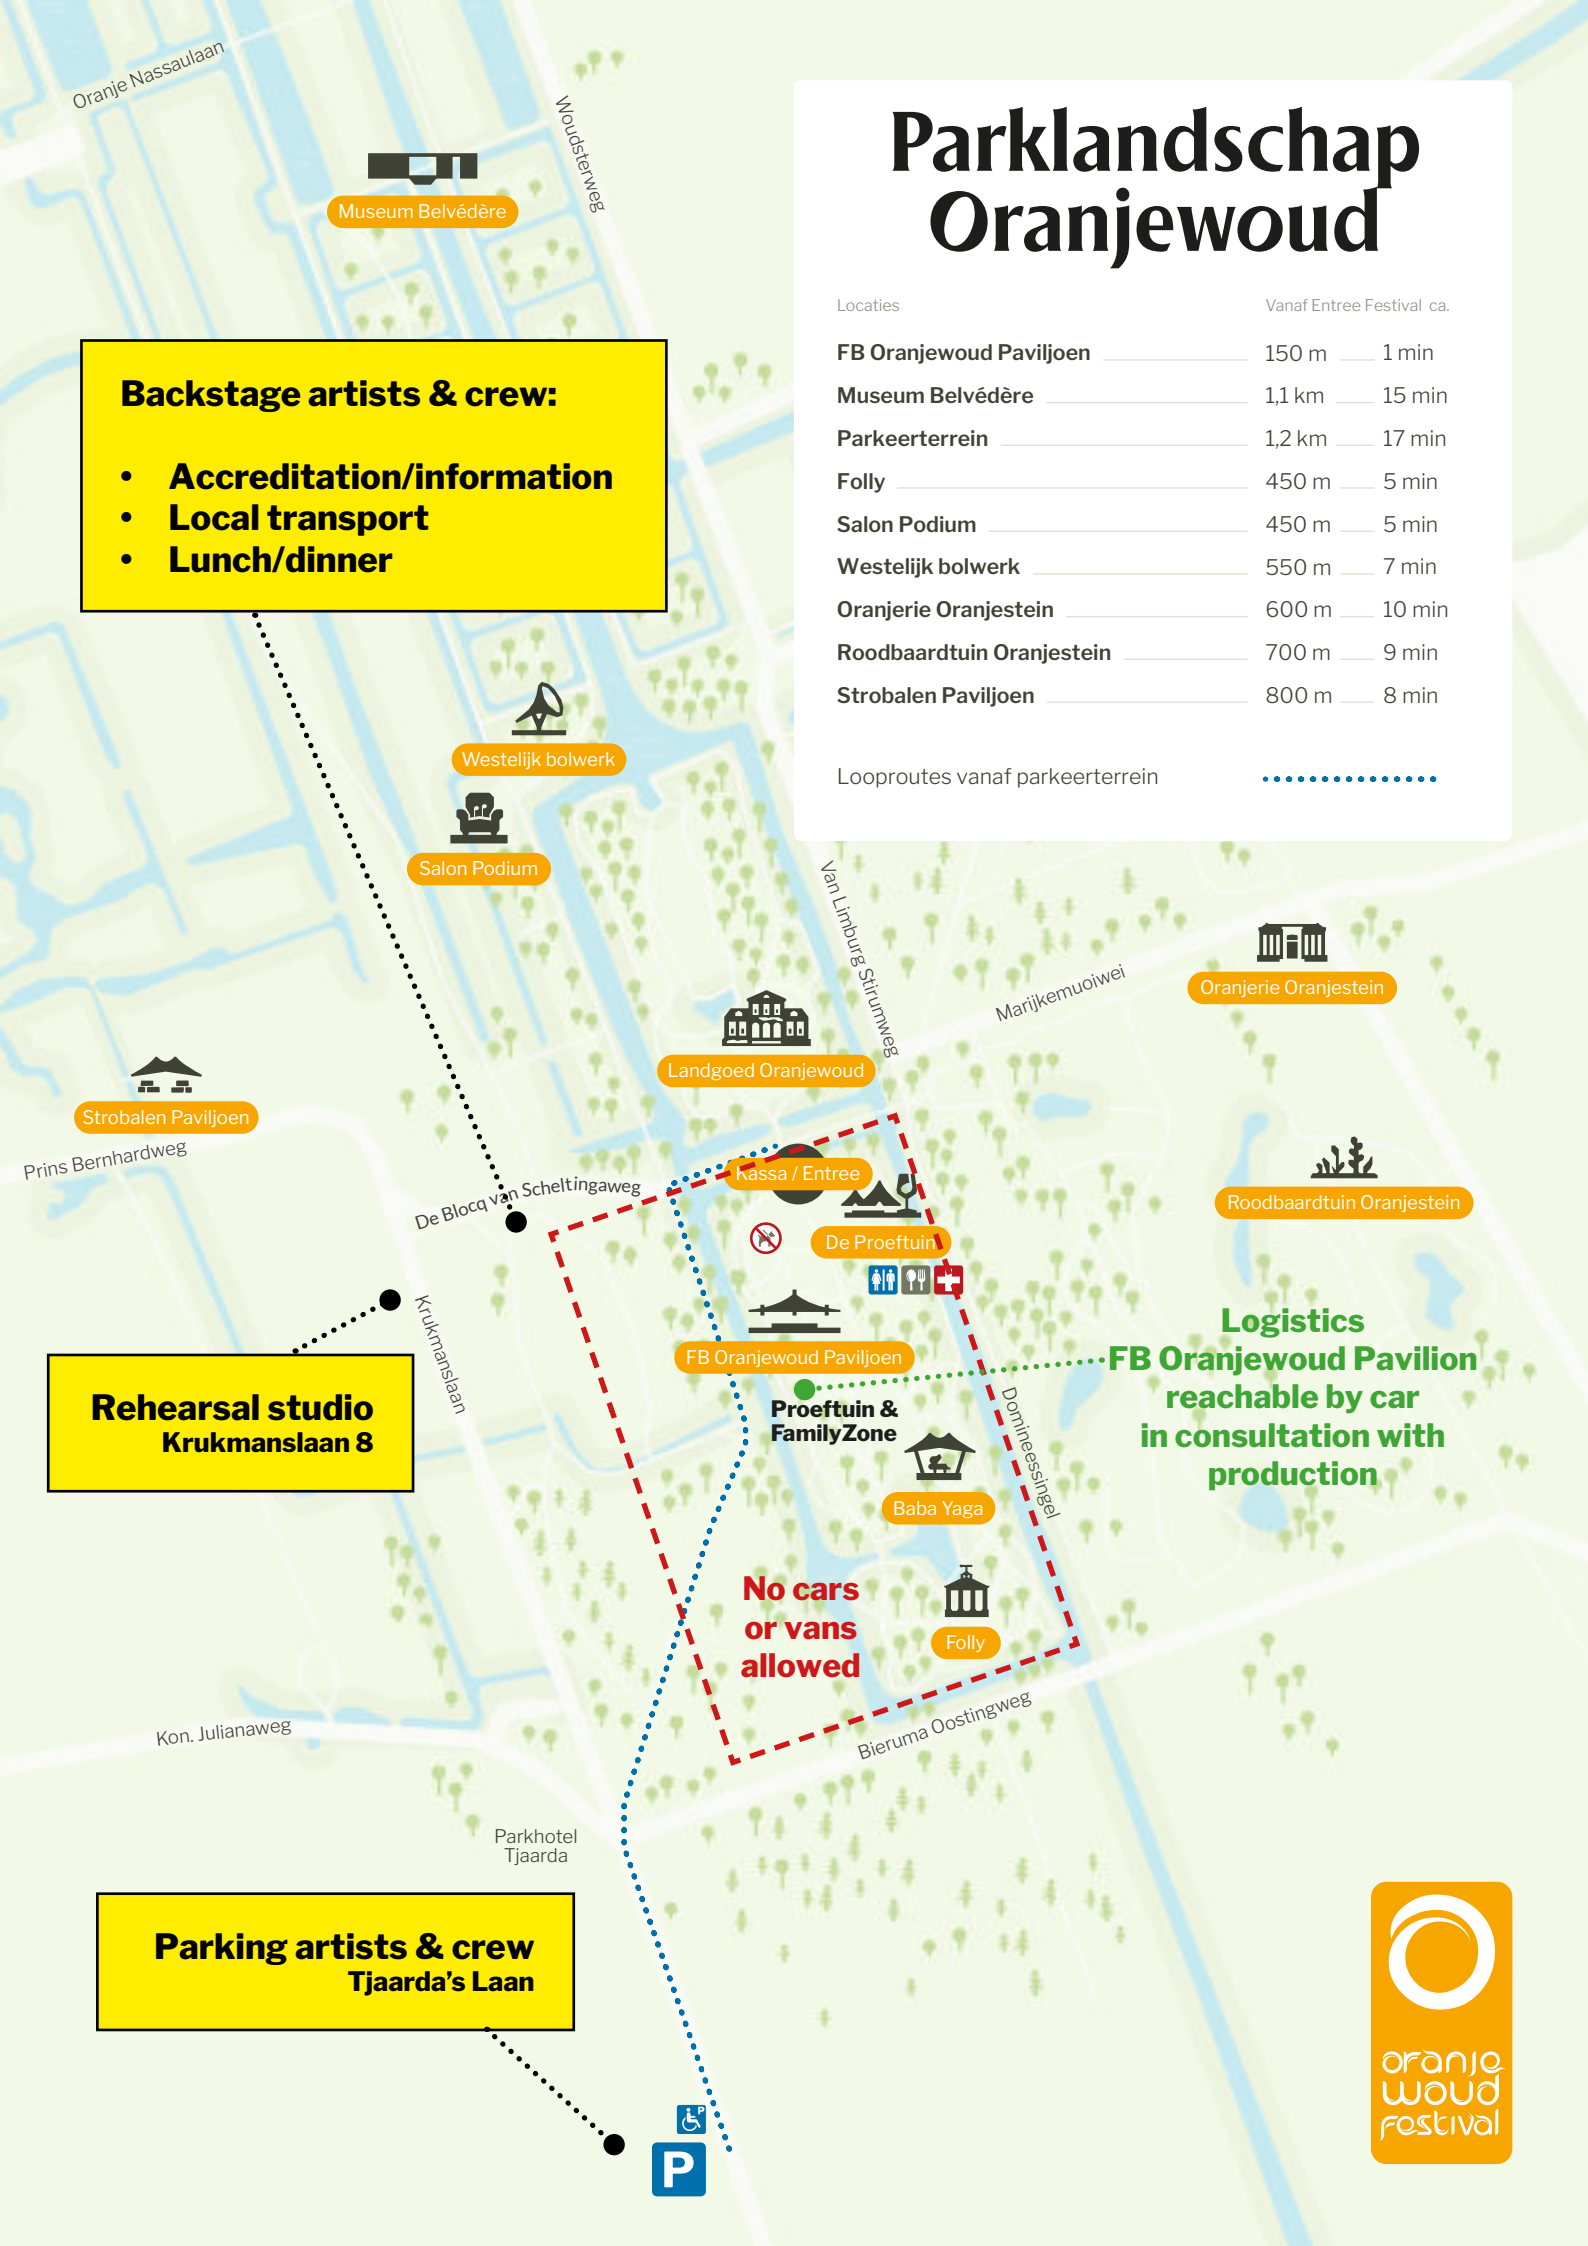 Oranje Nassaulaan
Woudsterweg
Museum Belvédère
Parklandschap
Oranjewoud
Locaties Vanaf Entree Festival ca.
FB Oranjewoud Paviljoen 150 m 1 min
Museum Belvédère 1,1 km 15 min
Parkeerterrein 1,2 km 17 min
Folly 450 m 5 min
Salon Podium 450 m 5 min
Westelijk bolwerk 550 m 7 min
Oranjerie Oranjestein 600 m 10 min
Roodbaardtuin Oranjestein 700 m 9 min
Strobalen Paviljoen 800 m 8 min
Looproutes vanaf parkeerterrein
Backstage artists & crew:
• Accreditation/information
• Local transport
• Lunch/dinner
Westelijk bolwerk
Salon Podium
Van Limburg Stirumweg
Marijkemuoiwei
Oranjerie Oranjestein
Landgoed Oranjewoud
Strobalen Paviljoen
Prins Bernhardweg
De Blocq van Scheltingaweg
Kassa / Entree
Roodbaardtuin Oranjestein
De Proeftuin
Krukmanslaan
FB Oranjewoud Paviljoen
Logistics
FB Oranjewoud Pavilion
reachable by car
in consultation with
production
Proeftuin &
FamilyZone
Domineessingel
Rehearsal studio
Krukmanslaan 8
Baba Yaga
No cars
or vans
allowed
Folly
Bieruma Oostingweg
Kon. Julianaweg
Parkhotel
Tjaarda
Parking artists & crew
Tjaarda's Laan
P
P
oranje
woud
festival